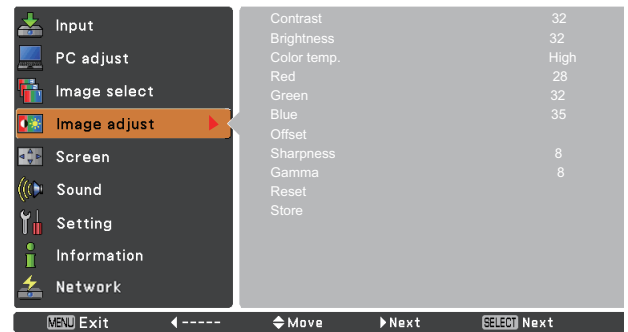 Input
PC adjust
Image select
Image adjust
Screen
Sound
Setting
Information
Network
Contrast 32
Brightness 32
Color temp. High
Red 28
Green 32
Blue 35
Offset
Sharpness 8
Gamma 8
Reset
Store
MENU Exit ◀----- ◆Move ▶Next SELECT Next